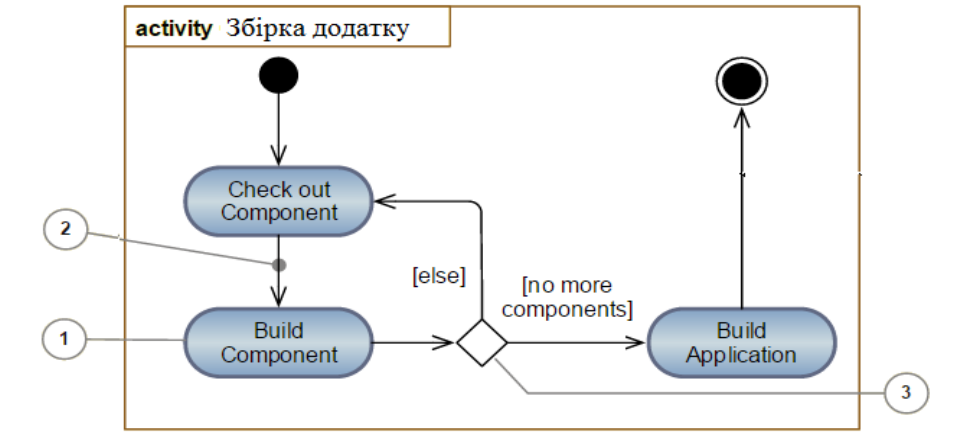 activity Збірка додатку
Check out
Component
2
[else]
[no more
components]
1
Build
Component
Build
Application
3